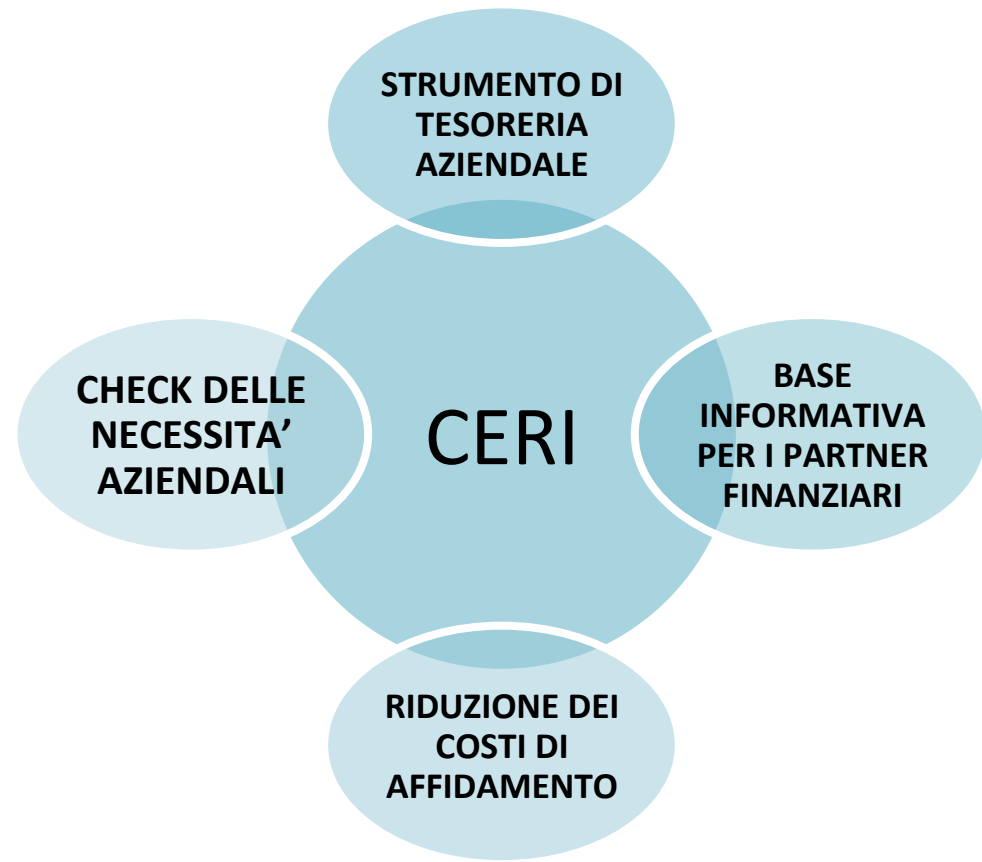 STRUMENTO DI
TESORERIA
AZIENDALE
CHECK DELLE
NECESSITA’
AZIENDALI
CERI
BASE
INFORMATIVA
PER I PARTNER
FINANZIARI
RIDUZIONE DEI
COSTI DI
AFFIDAMENTO